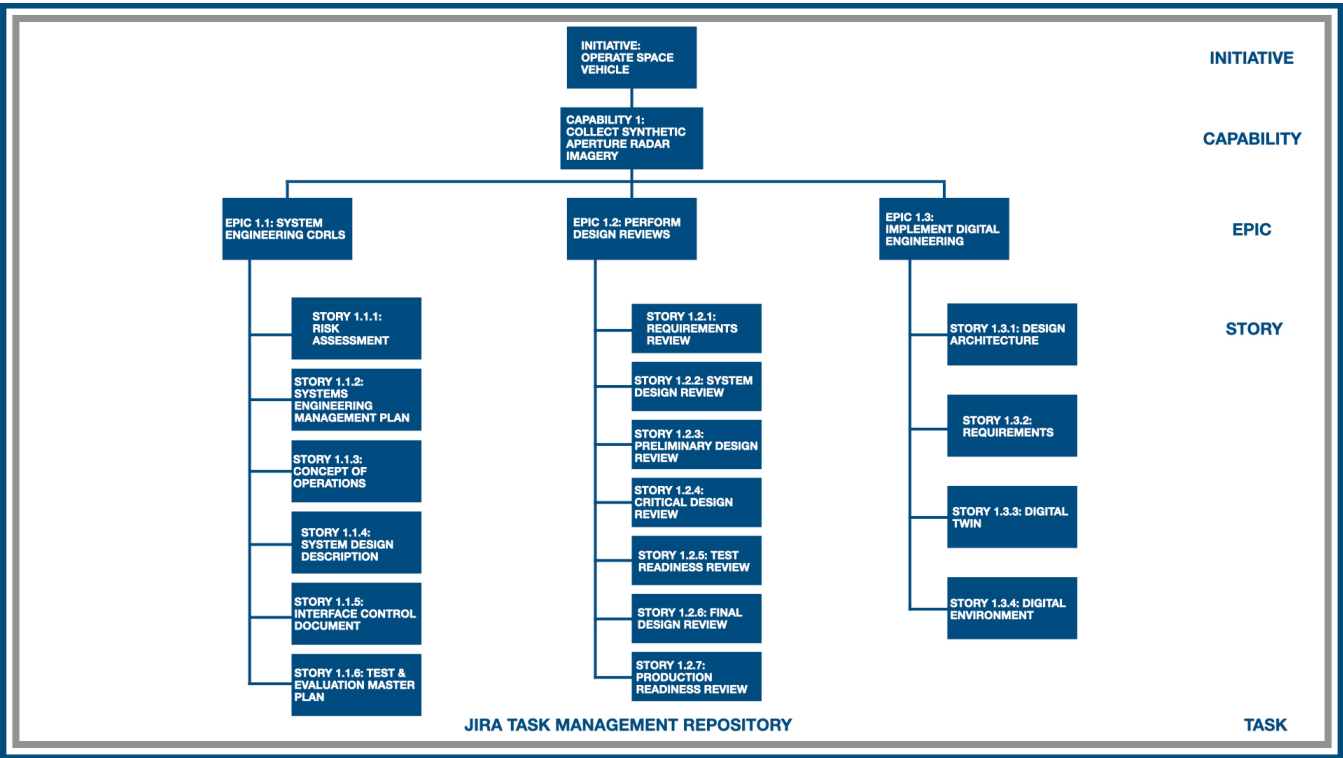 INITIATIVE:
OPERATE SPACE
VEHICLE
INITIATIVE
CAPABILITY 1:
COLLECT SYNTHETIC
APERTURE RADAR
IMAGERY
CAPABILITY
EPIC 1.1: SYSTEM
ENGINEERING CDRLS
EPIC 1.2: PERFORM
DESIGN REVIEWS
EPIC 1.3:
IMPLEMENT DIGITAL
ENGINEERING
EPIC
STORY 1.1.1:
RISK
ASSESSMENT
STORY 1.1.2:
SYSTEMS
ENGINEERING
MANAGEMENT PLAN
STORY 1.1.3:
CONCEPT OF
OPERATIONS
STORY 1.1.4:
SYSTEM DESIGN
DESCRIPTION
STORY 1.1.5:
INTERFACE CONTROL
DOCUMENT
STORY 1.1.6: TEST &
EVALUATION MASTER
PLAN
STORY 1.2.1:
REQUIREMENTS
REVIEW
STORY 1.2.2: SYSTEM
DESIGN REVIEW
STORY 1.2.3:
PRELIMINARY DESIGN
REVIEW
STORY 1.2.4:
CRITICAL DESIGN
REVIEW
STORY 1.2.5: TEST
READINESS REVIEW
STORY 1.2.6: FINAL
DESIGN REVIEW
STORY 1.2.7:
PRODUCTION
READINESS REVIEW
STORY 1.3.1: DESIGN
ARCHITECTURE
STORY 1.3.2:
REQUIREMENTS
STORY 1.3.3: DIGITAL
TWIN
STORY 1.3.4: DIGITAL
ENVIRONMENT
STORY
JIRA TASK MANAGEMENT REPOSITORY
TASK